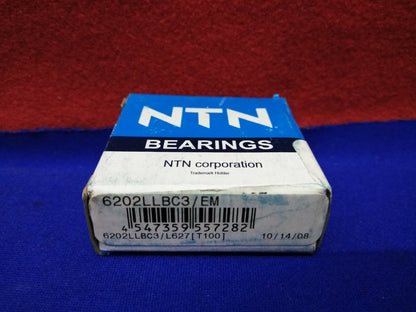 NTN
BEARINGS
NTN corporation
Trademark Holder
6202LLBC3/EM
4 547359 557282
6202LLBC3/L627[T100] 10/14/08